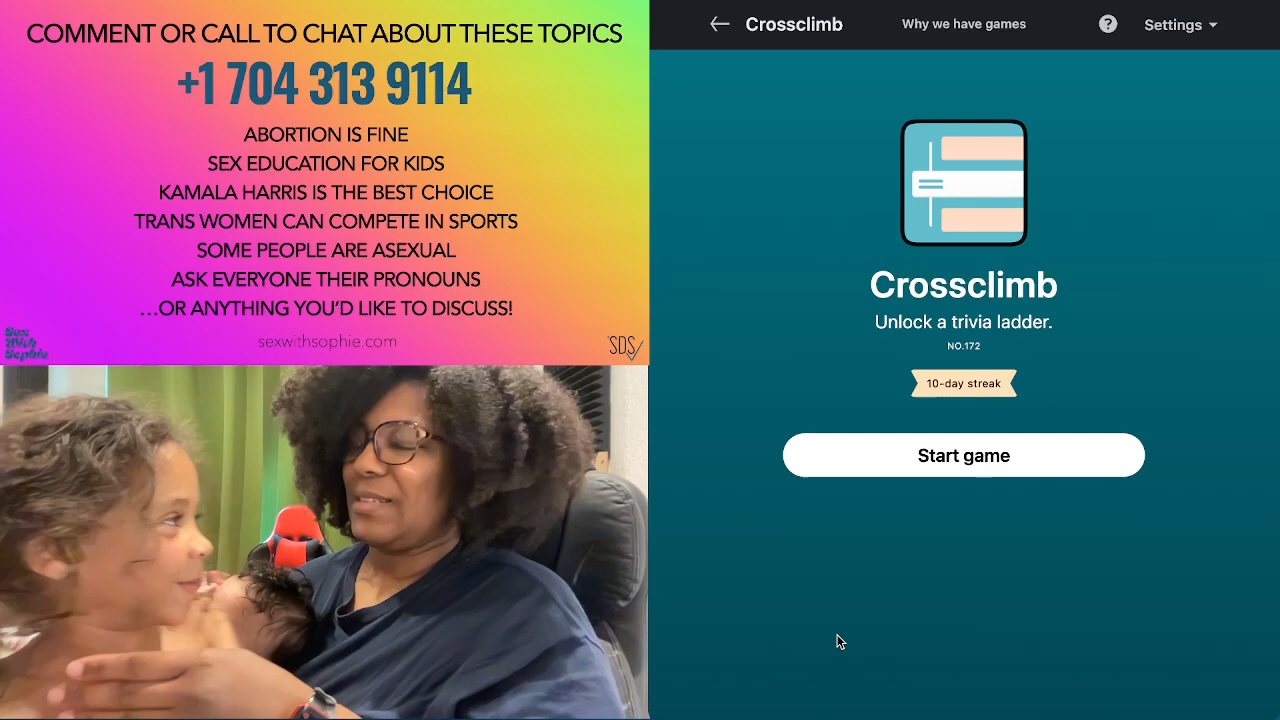 COMMENT OR CALL TO CHAT ABOUT THESE TOPICS
+1 704 313 9114
ABORTION IS FINE
SEX EDUCATION FOR KIDS
KAMALA HARRIS IS THE BEST CHOICE
TRANS WOMEN CAN COMPETE IN SPORTS
SOME PEOPLE ARE ASEXUAL
ASK EVERYONE THEIR PRONOUNS
...OR ANYTHING YOU'D LIKE TO DISCUSS!
sexwithsophie.com
Sex
With
Sophie
SDS
Crossclimb
Why we have games
?
Settings
Crossclimb
Unlock a trivia ladder.
NO.172
10-day streak
Start game